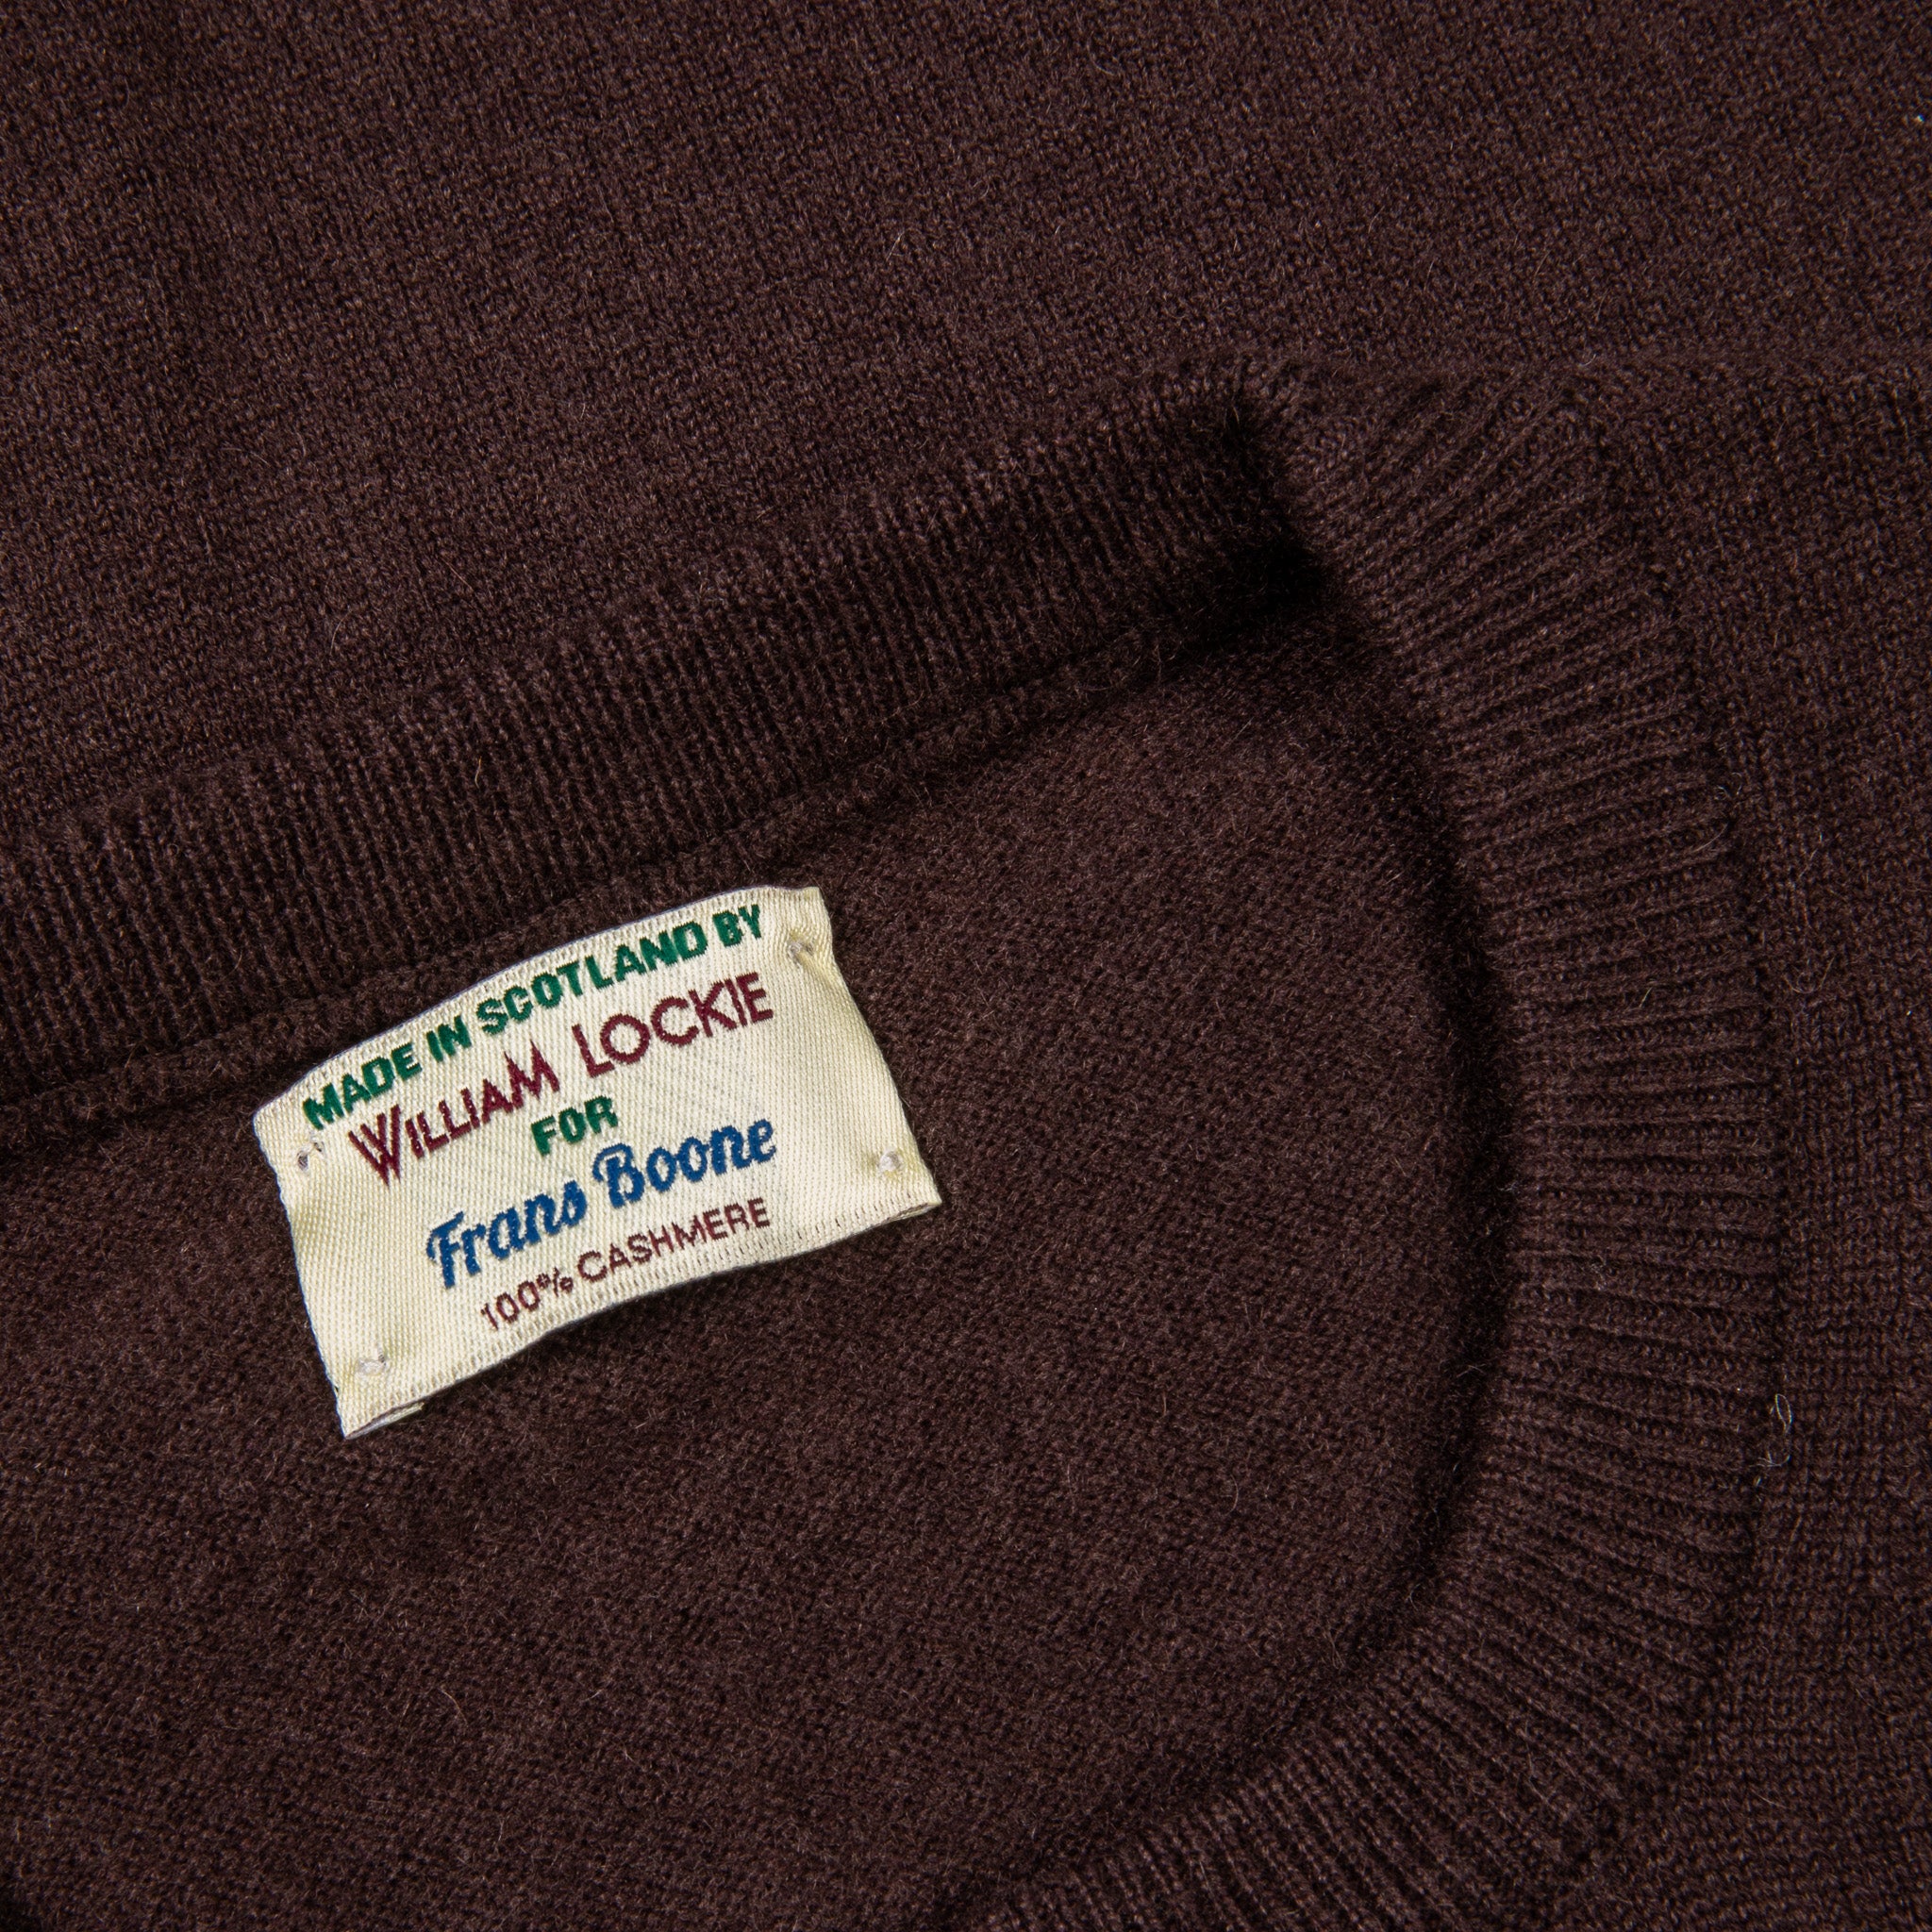 MADE IN SCOTLAND BY
WILLIAM LOCKIE
FOR
Frans Boone
100% CASHMERE